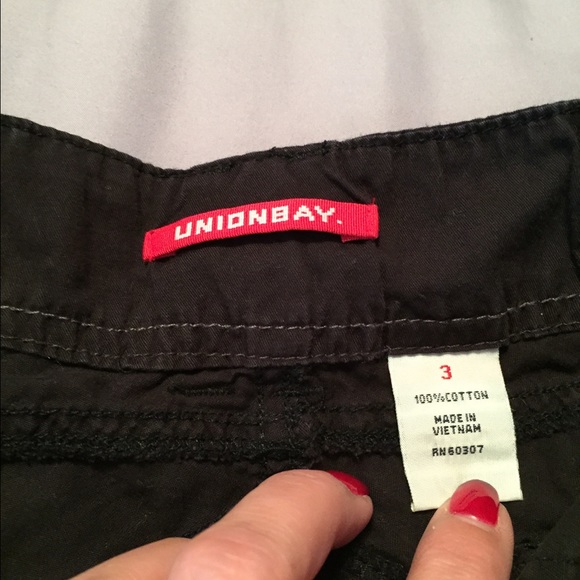 UNIONBAY.
3
100%COTTON
MADE IN
VIETNAM
RN60307